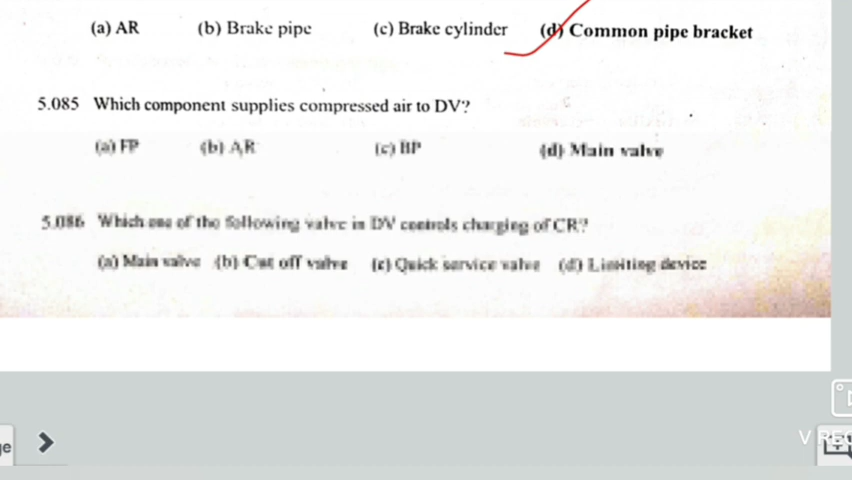 (a) AR (b) Brake pipe (c) Brake cylinder (d) Common pipe bracket
5.085 Which component supplies compressed air to DV?
(a) FP (b) AR (c) BP (d) Main valve
5.086 Which one of the following valve in DV controls charging of CR?
(a) Main valve (b) Cut off valve (c) Quick service valve (d) Limiting device